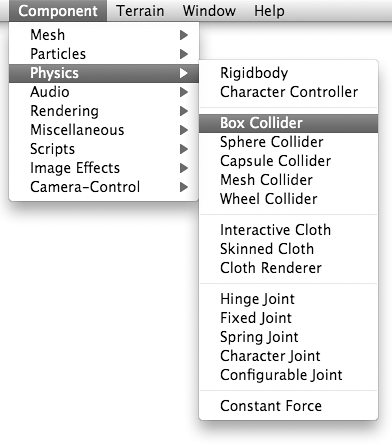 Component Terrain Window Help
Mesh
Particles
Physics
Audio
Rendering
Miscellaneous
Scripts
Image Effects
Camera-Control
Rigidbody
Character Controller
Box Collider
Sphere Collider
Capsule Collider
Mesh Collider
Wheel Collider
Interactive Cloth
Skinned Cloth
Cloth Renderer
Hinge Joint
Fixed Joint
Spring Joint
Character Joint
Configurable Joint
Constant Force